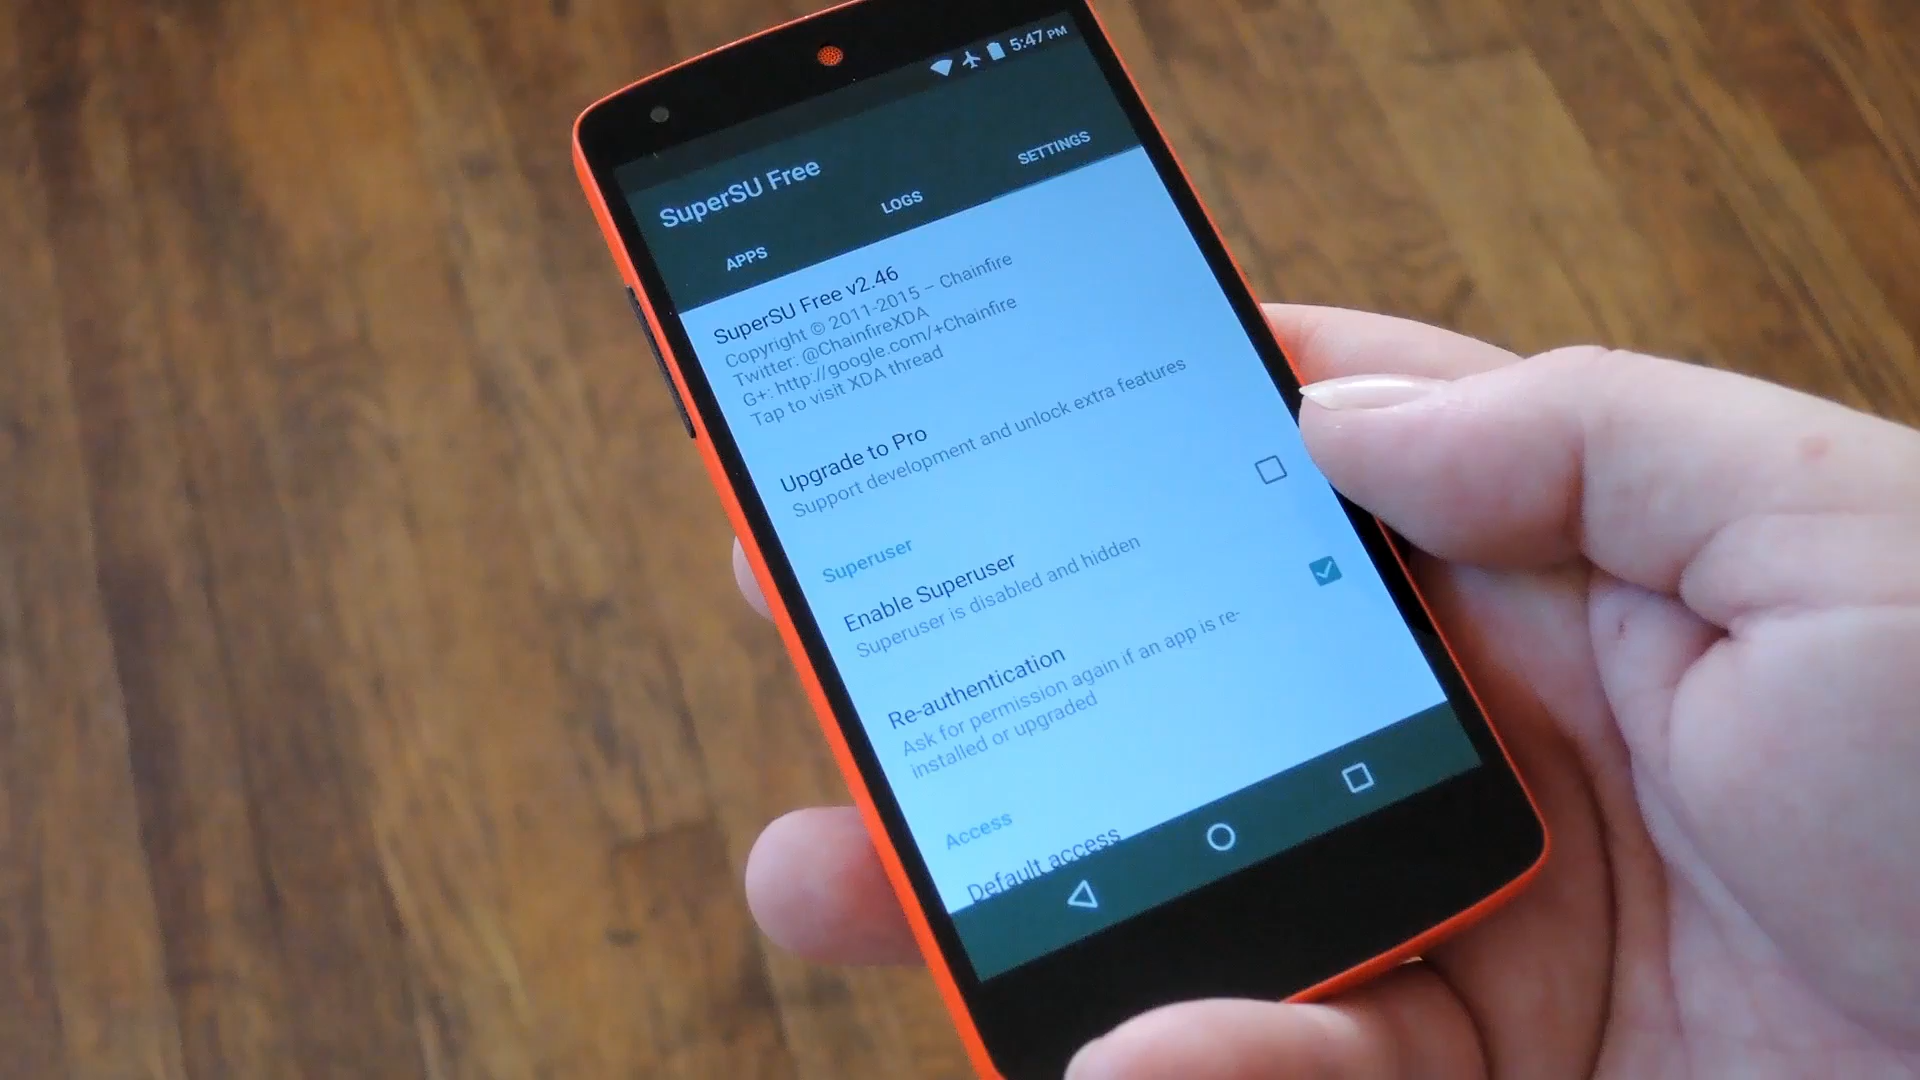 5:47 PM
SuperSU Free
APPS
LOGS
SETTINGS
SuperSU Free v2.46
Copyright © 2011-2015 – Chainfire
Twitter: @ChainfireXDA
G+: http://google.com/+Chainfire
Tap to visit XDA thread
Upgrade to Pro
Support development and unlock extra features
Superuser
Enable Superuser
Superuser is disabled and hidden
Re-authentication
Ask for permission again if an app is re-
installed or upgraded
Access
Default access